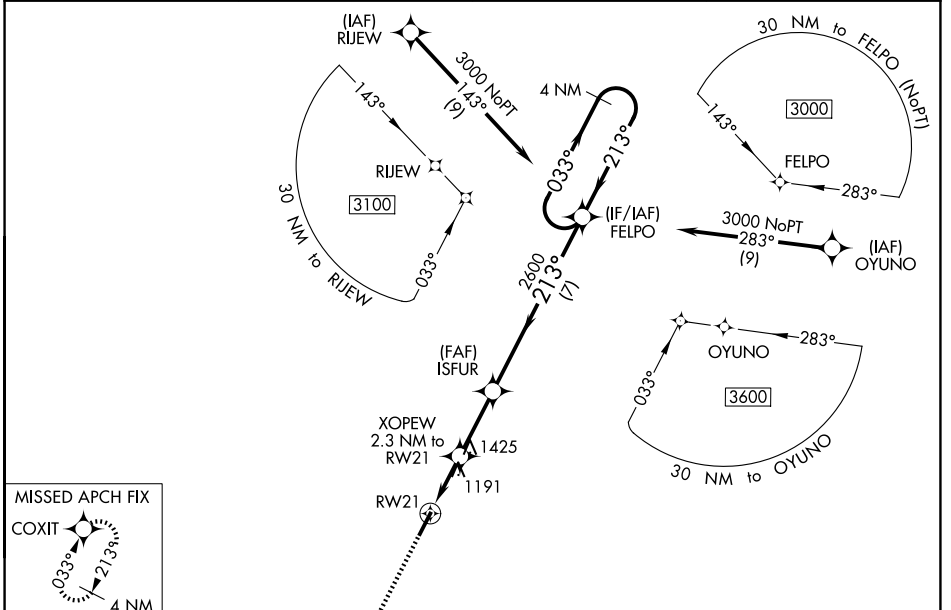 (IAF)
RIJEW
3000 NoPT
143°
(9)
4 NM
033°
213°
30 NM to FELPO (NoPT)
3000
143°
FELPO
283°
143°
RIJEW
3100
033°
30 NM to RIJEW
(IF/IAF)
FELPO
3000 NoPT
283°
(9)
(IAF)
OYUNO
2600
213°
(7)
OYUNO
283°
033°
3600
30 NM to OYUNO
(FAF)
ISFUR
XOPEW
2.3 NM to
RW21
1425
1191
RW21
MISSED APCH FIX
COXIT
033°
213°
4 NM